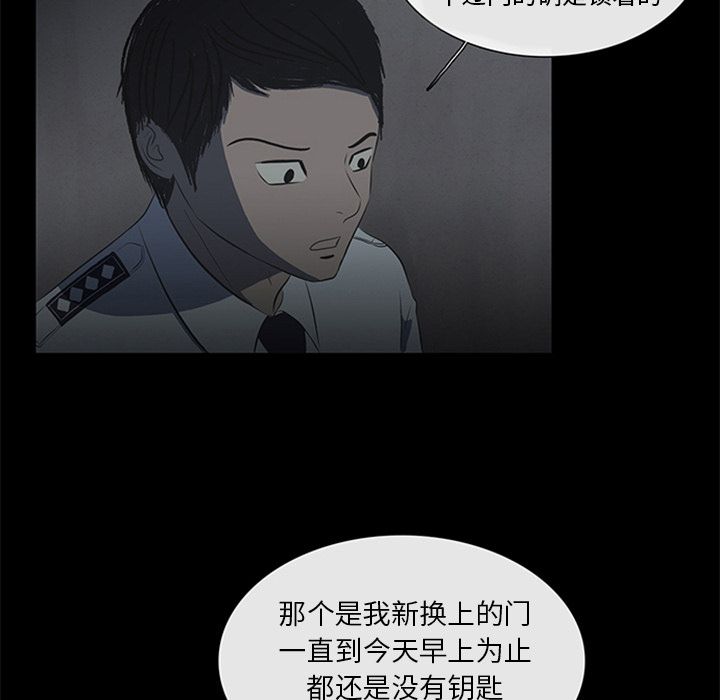 那个是我新换上的门
一直到今天早上为止
都还是没有钥匙